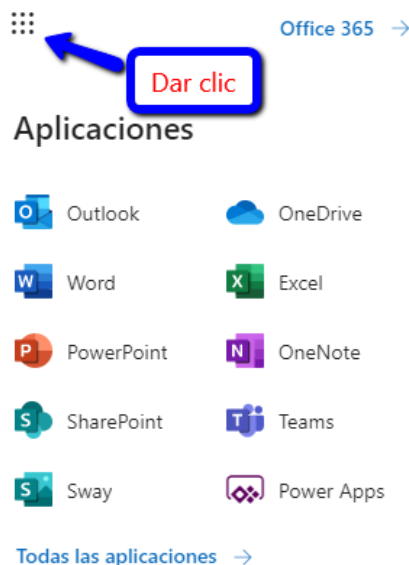 Office 365 →
Dar clic
Aplicaciones
Outlook
OneDrive
Word
Excel
PowerPoint
OneNote
SharePoint
Teams
Sway
Power Apps
Todas las aplicaciones →